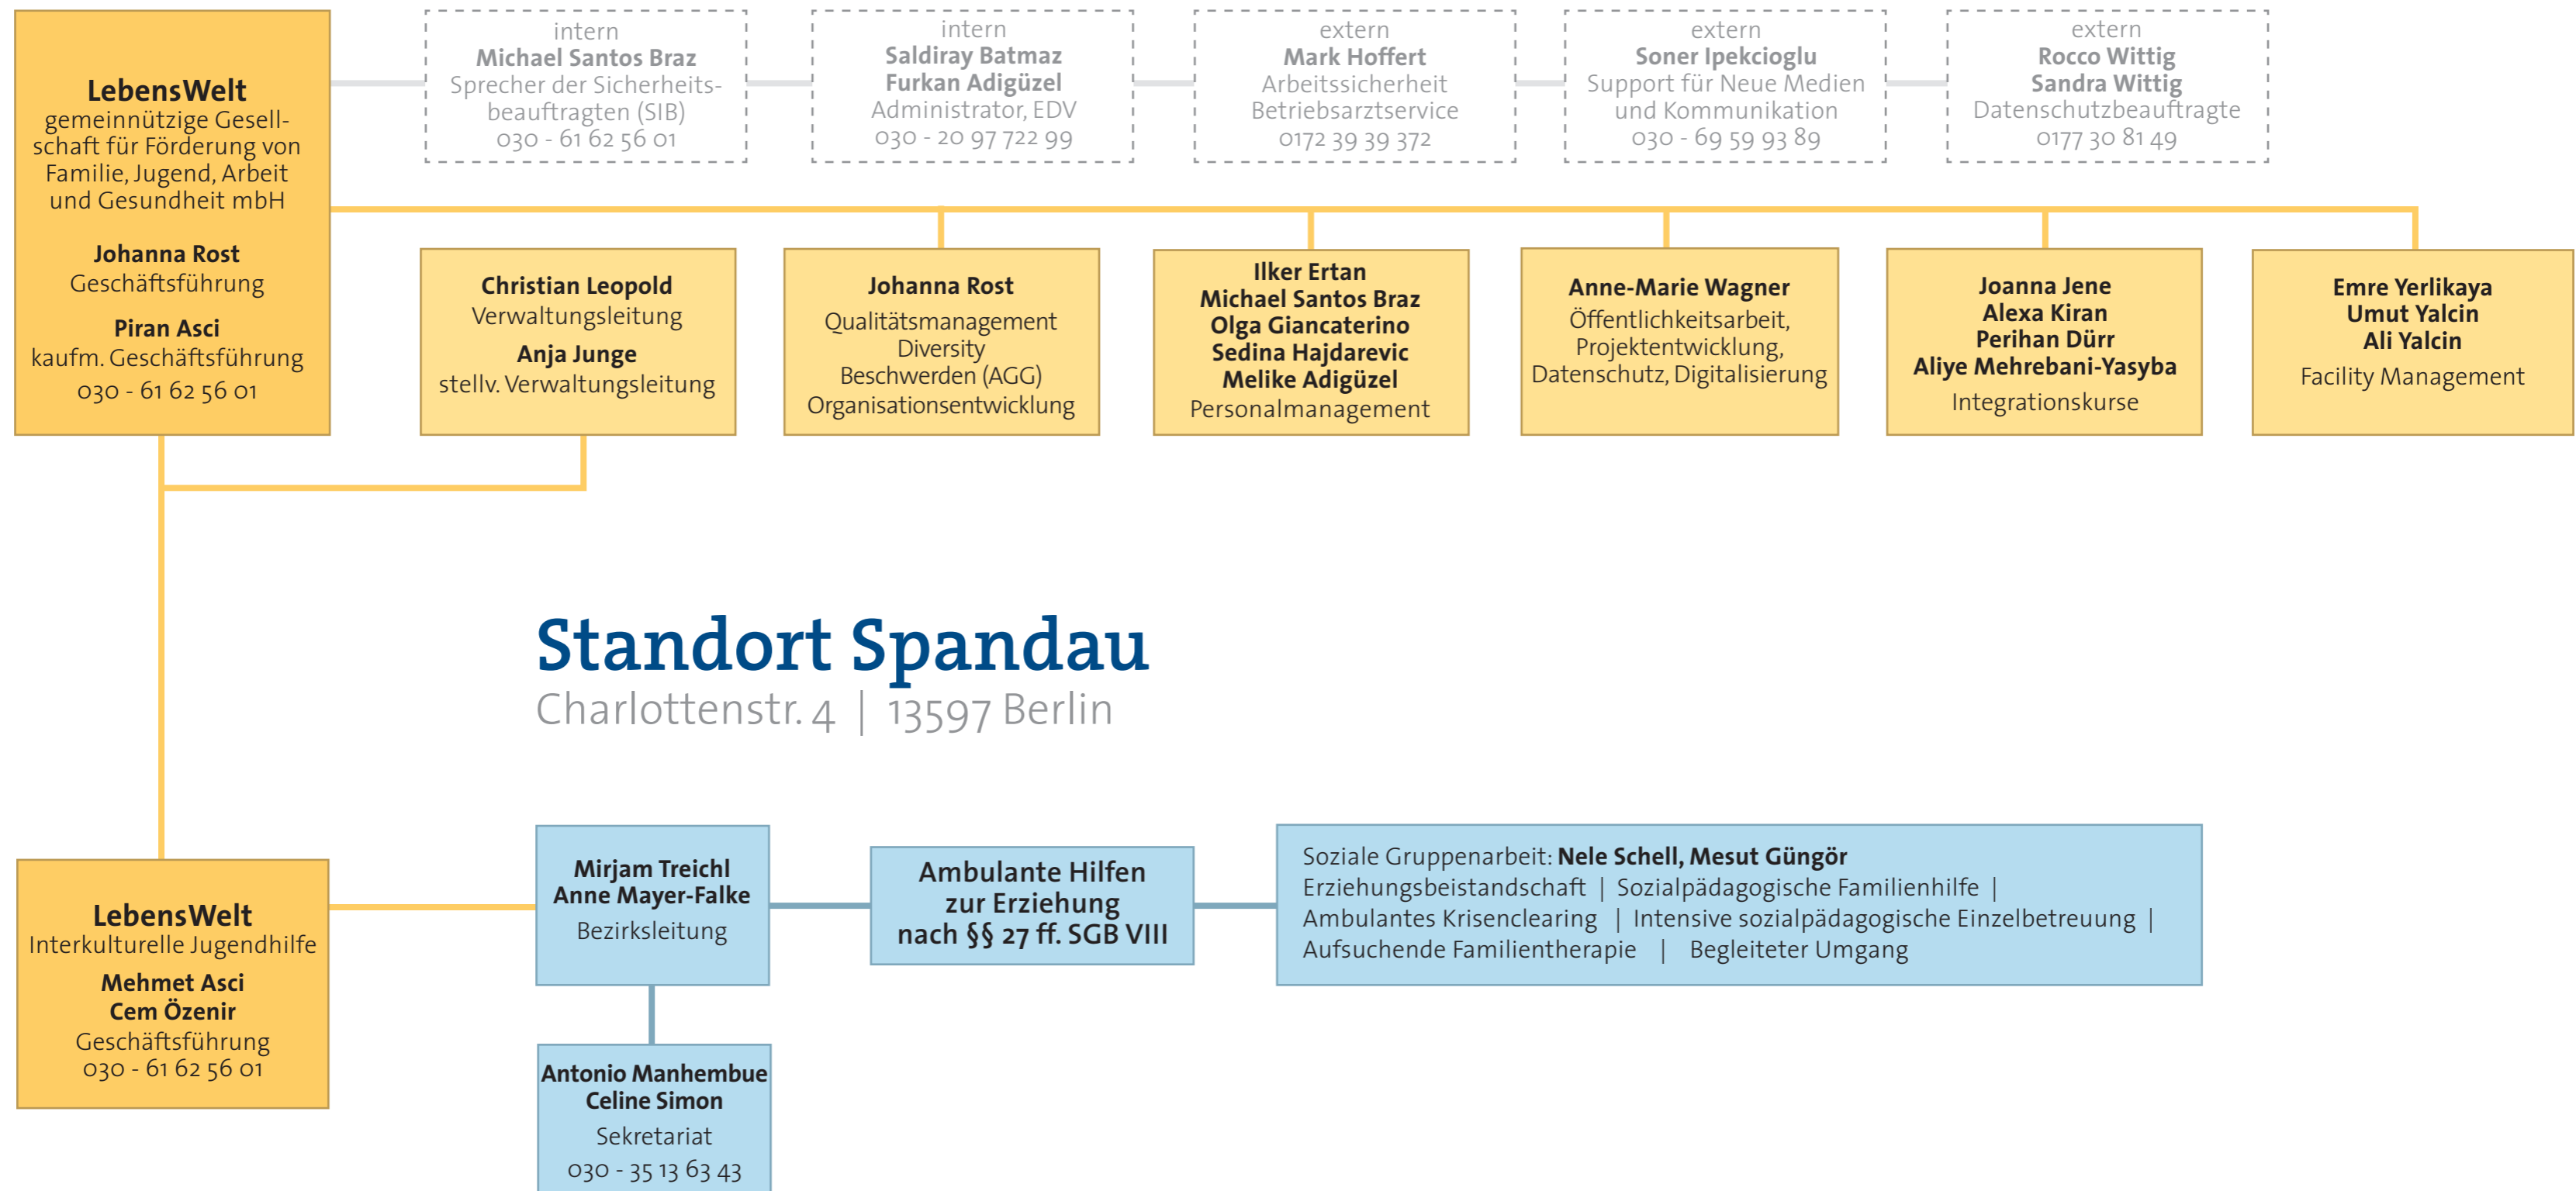 LebensWelt
gemeinnützige Gesell-
schaft für Förderung von
Familie, Jugend, Arbeit
und Gesundheit mbH
Johanna Rost
Geschäftsführung
Piran Asci
kaufm. Geschäftsführung
030 - 61 62 56 01
intern
Michael Santos Braz
Sprecher der Sicherheits-
beauftragten (SIB)
030 - 61 62 56 01
intern
Saldiray Batmaz
Furkan Adigüzel
Administrator, EDV
030 - 20 97 722 99
extern
Mark Hoffert
Arbeitssicherheit
Betriebsarztservice
0172 39 39 372
extern
Soner Ipekcioglu
Support für Neue Medien
und Kommunikation
030 - 69 59 93 89
extern
Rocco Wittig
Sandra Wittig
Datenschutzbeauftragte
0177 30 81 49
Christian Leopold
Verwaltungsleitung
Anja Junge
stellv. Verwaltungsleitung
Johanna Rost
Qualitätsmanagement
Diversity
Beschwerden (AGG)
Organisationsentwicklung
Ilker Ertan
Michael Santos Braz
Olga Giancaterino
Sedina Hajdarevic
Melike Adigüzel
Personalmanagement
Anne-Marie Wagner
Öffentlichkeitsarbeit,
Projektentwicklung,
Datenschutz, Digitalisierung
Joanna Jene
Alexa Kiran
Perihan Dürr
Aliye Mehrebani-Yasyba
Integrationskurse
Emre Yerlikaya
Umut Yalcin
Ali Yalcin
Facility Management
Standort Spandau
Charlottenstr. 4 | 13597 Berlin
LebensWelt
Interkulturelle Jugendhilfe
Mehmet Asci
Cem Özenir
Geschäftsführung
030 - 61 62 56 01
Mirjam Treichl
Anne Mayer-Falke
Bezirksleitung
Ambulante Hilfen
zur Erziehung
nach §§ 27 ff. SGB VIII
Soziale Gruppenarbeit: Nele Schell, Mesut Güngör
Erziehungsbeistandschaft | Sozialpädagogische Familienhilfe |
Ambulantes Krisenclearing | Intensive sozialpädagogische Einzelbetreuung |
Aufsuchende Familientherapie | Begleiteter Umgang
Antonio Manhembue
Celine Simon
Sekretariat
030 - 35 13 63 43